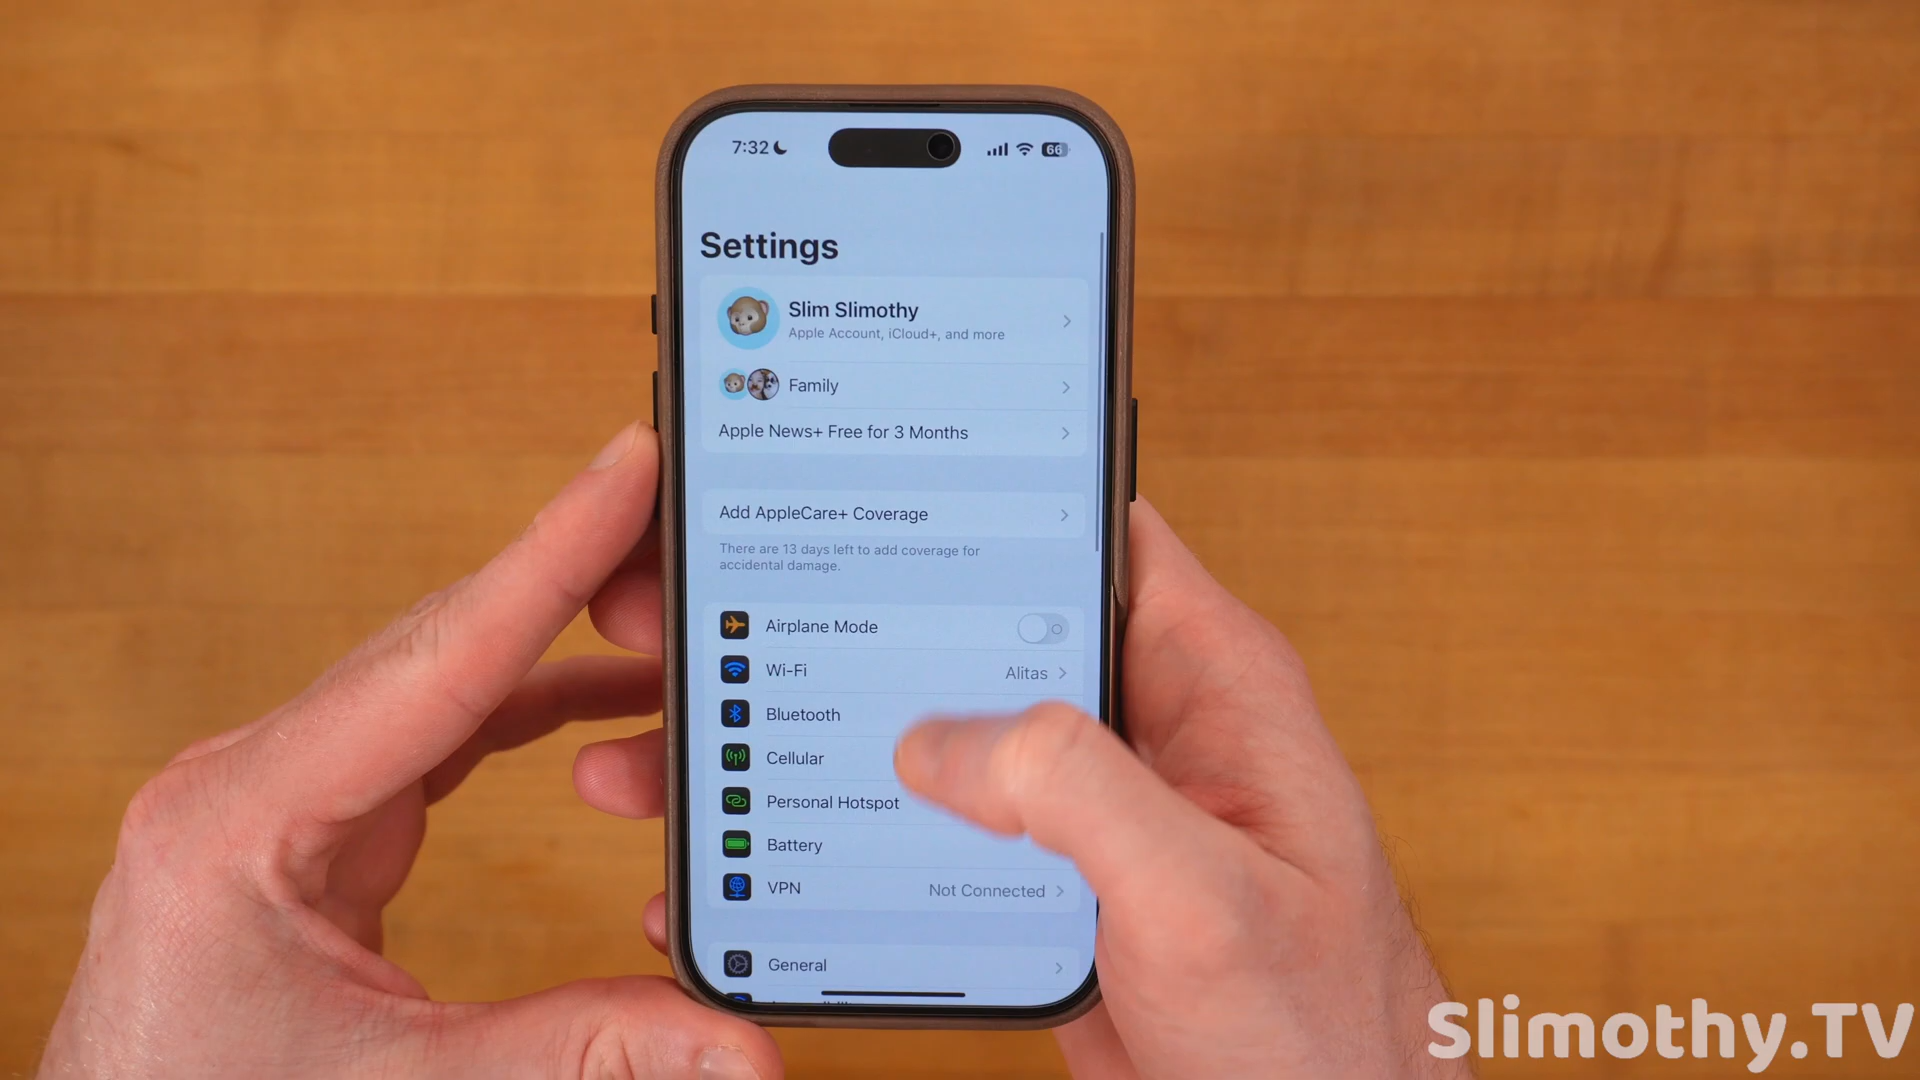 7:32
66
Settings
Slim Slimothy
Apple Account, iCloud+, and more
Family
Apple News+ Free for 3 Months
Add AppleCare+ Coverage
There are 13 days left to add coverage for
accidental damage.
Airplane Mode
Wi-Fi Alitas
Bluetooth
Cellular
Personal Hotspot
Battery
VPN Not Connected
General
Slimothy.TV